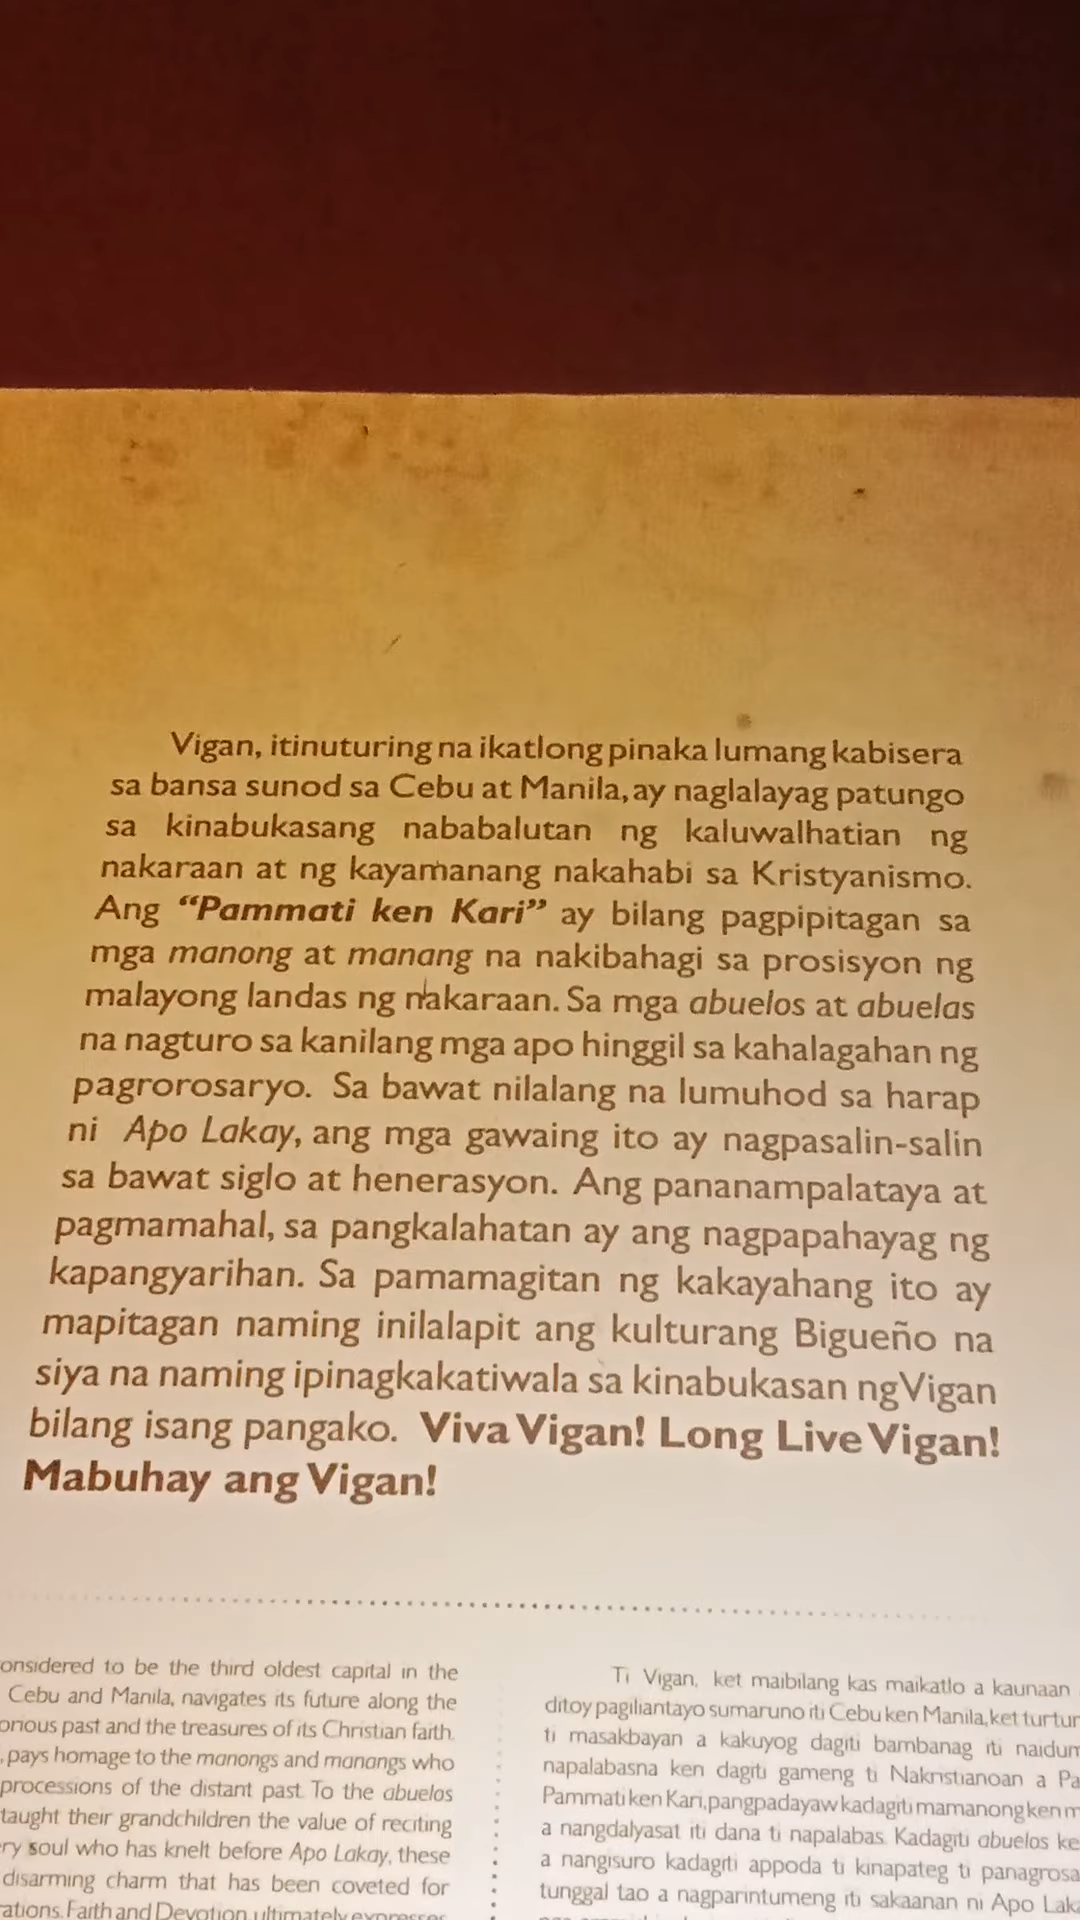 Vigan, itinuturing na ikatlong pinaka lumang kabisera
sa bansa sunod sa Cebu at Manila, ay naglalayag patungo
sa kinabukasang nababalutan ng kaluwalhatian ng
nakaraan at ng kayamanang nakahabi sa Kristyanismo.
Ang “Pammati ken Kari” ay bilang pagpipitagan sa
mga manong at manang na nakibahagi sa prosisyon ng
malayong landas ng nakaraan. Sa mga abuelos at abuelas
na nagturo sa kanilang mga apo hinggil sa kahalagahan ng
pagrorosaryo. Sa bawat nilalang na lumuhod sa harap
ni Apo Lakay, ang mga gawaing ito ay nagpasalin-salin
sa bawat siglo at henerasyon. Ang pananampalataya at
pagmamahal, sa pangkalahatan ay ang nagpapahayag ng
kapangyarihan. Sa pamamagitan ng kakayahang ito ay
mapitagan naming inilalapit ang kulturang Bigueño na
siya na naming ipinagkakatiwala sa kinabukasan ng Vigan
bilang isang pangako. Viva Vigan! Long Live Vigan!
Mabuhay ang Vigan!
onsidered to be the third oldest capital in the
Cebu and Manila, navigates its future along the
orious past and the treasures of its Christian faith.
, pays homage to the manongs and manangs who
processions of the distant past. To the abuelos
taught their grandchildren the value of reciting
ry soul who has knelt before Apo Lakay, these
disarming charm that has been coveted for
rations. Faith and Devotion ultimately expresses
Ti Vigan, ket maibilang kas maikatlo a kaunaan
ditoy pagiliantayo sumaruno iti Cebu ken Manila, ket turtur
ti masakbayan a kakuyog dagiti bambanag iti naidum
napalabasna ken dagiti gameng ti Nakristianoan a Pa
Pammati ken Kari, pangpadayaw kadagiti mamanong ken m
a nangdalyasat iti dana ti napalabas. Kadagiti abuelos ke
a nangisuro kadagiti appoda ti kinapateg ti panagrosa
tunggal tao a nagparintumeng iti sakaanan ni Apo Laka